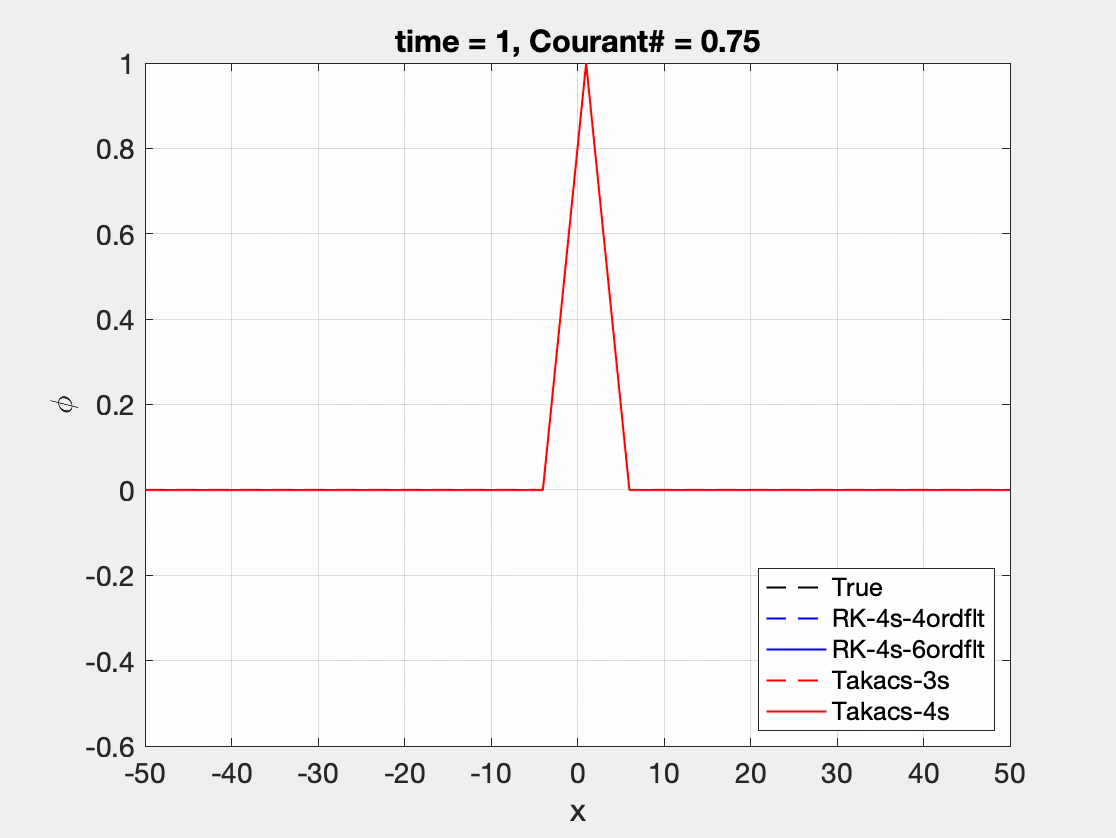 time = 1, Courant# = 0.75
1
0.8
0.6
0.4
0.2
0
-0.2
-0.4
-0.6
ϕ
-50 -40 -30 -20 -10 0 10 20 30 40 50
x
True
RK-4s-4ordflt
RK-4s-6ordflt
Takacs-3s
Takacs-4s